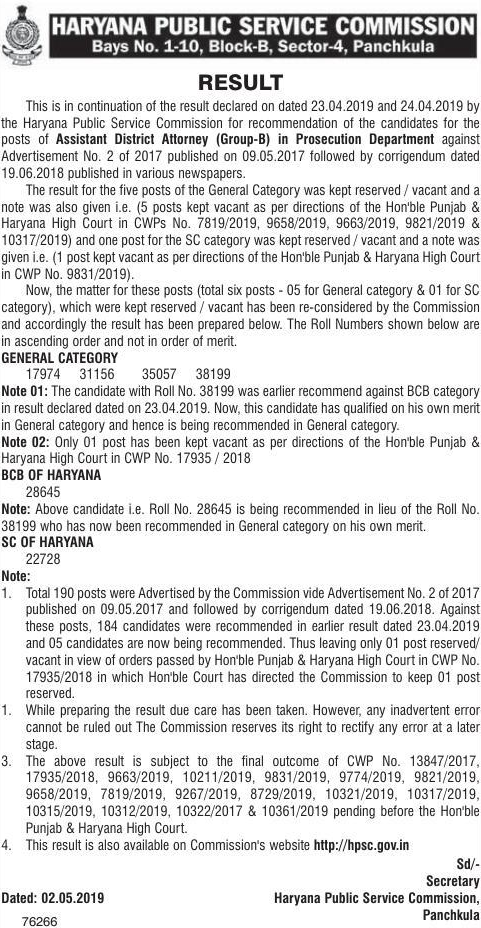 HARYANA PUBLIC SERVICE COMMISSION
Bays No. 1-10, Block-B, Sector-4, Panchkula
RESULT
This is in continuation of the result declared on dated 23.04.2019 and 24.04.2019 by
the Haryana Public Service Commission for recommendation of the candidates for the
posts of Assistant District Attorney (Group-B) in Prosecution Department against
Advertisement No. 2 of 2017 published on 09.05.2017 followed by corrigendum dated
19.06.2018 published in various newspapers.
The result for the five posts of the General Category was kept reserved / vacant and a
note was also given i.e. (5 posts kept vacant as per directions of the Hon'ble Punjab &
Haryana High Court in CWPs No. 7819/2019, 9658/2019, 9663/2019, 9821/2019 &
10317/2019) and one post for the SC category was kept reserved / vacant and a note was
given i.e. (1 post kept vacant as per directions of the Hon'ble Punjab & Haryana High Court
in CWP No. 9831/2019).
Now, the matter for these posts (total six posts - 05 for General category & 01 for SC
category), which were kept reserved / vacant has been re-considered by the Commission
and accordingly the result has been prepared below. The Roll Numbers shown below are
in ascending order and not in order of merit.
GENERAL CATEGORY
17974 31156 35057 38199
Note 01: The candidate with Roll No. 38199 was earlier recommend against BCB category
in result declared dated on 23.04.2019. Now, this candidate has qualified on his own merit
in General category and hence is being recommended in General category.
Note 02: Only 01 post has been kept vacant as per directions of the Hon'ble Punjab &
Haryana High Court in CWP No. 17935 / 2018
BCB OF HARYANA
28645
Note: Above candidate i.e. Roll No. 28645 is being recommended in lieu of the Roll No.
38199 who has now been recommended in General category on his own merit.
SC OF HARYANA
22728
Note:
1. Total 190 posts were Advertised by the Commission vide Advertisement No. 2 of 2017
published on 09.05.2017 and followed by corrigendum dated 19.06.2018. Against
these posts, 184 candidates were recommended in earlier result dated 23.04.2019
and 05 candidates are now being recommended. Thus leaving only 01 post reserved/
vacant in view of orders passed by Hon'ble Punjab & Haryana High Court in CWP No.
17935/2018 in which Hon'ble Court has directed the Commission to keep 01 post
reserved.
1. While preparing the result due care has been taken. However, any inadvertent error
cannot be ruled out The Commission reserves its right to rectify any error at a later
stage.
3. The above result is subject to the final outcome of CWP No. 13847/2017,
17935/2018, 9663/2019, 10211/2019, 9831/2019, 9774/2019, 9821/2019,
9658/2019, 7819/2019, 9267/2019, 8729/2019, 10321/2019, 10317/2019,
10315/2019, 10312/2019, 10322/2017 & 10361/2019 pending before the Hon'ble
Punjab & Haryana High Court.
4. This result is also available on Commission's website http://hpsc.gov.in
Sd/-
Secretary
Dated: 02.05.2019 Haryana Public Service Commission,
Panchkula
76266